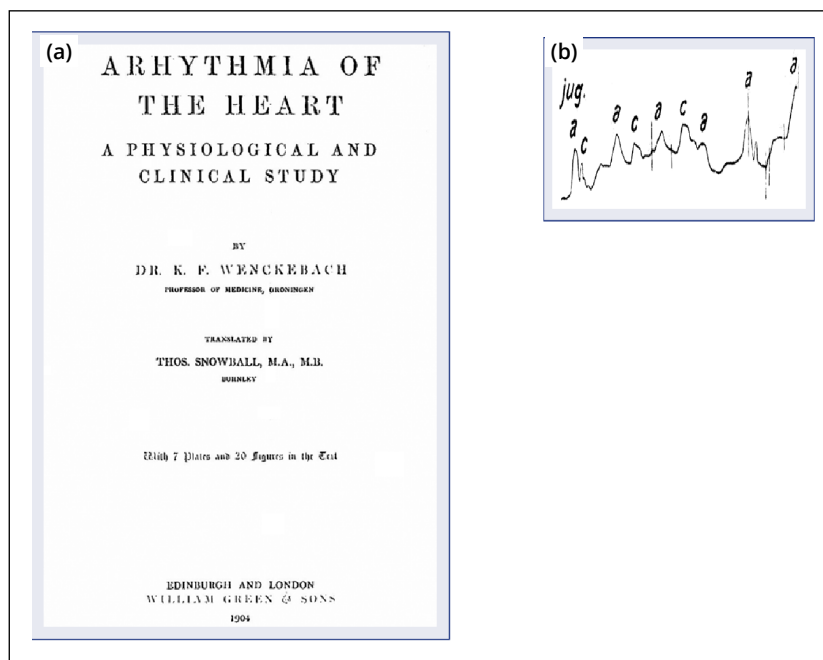 (a)
ARHYTHMIA OF
THE HEART
A PHYSIOLOGICAL AND
CLINICAL STUDY
BY
DR. K. F. WENCKEBACH
PROFESSOR OF MEDICINE, GRONINGEN
TRANSLATED BY
THOS. SNOWBALL, M.A., M.B.
BURNLEY
With 7 Plates and 20 Figures in the Text
EDINBURGH AND LONDON
WILLIAM GREEN & SONS
1904
(b)
jug.
a c a c a c a a a